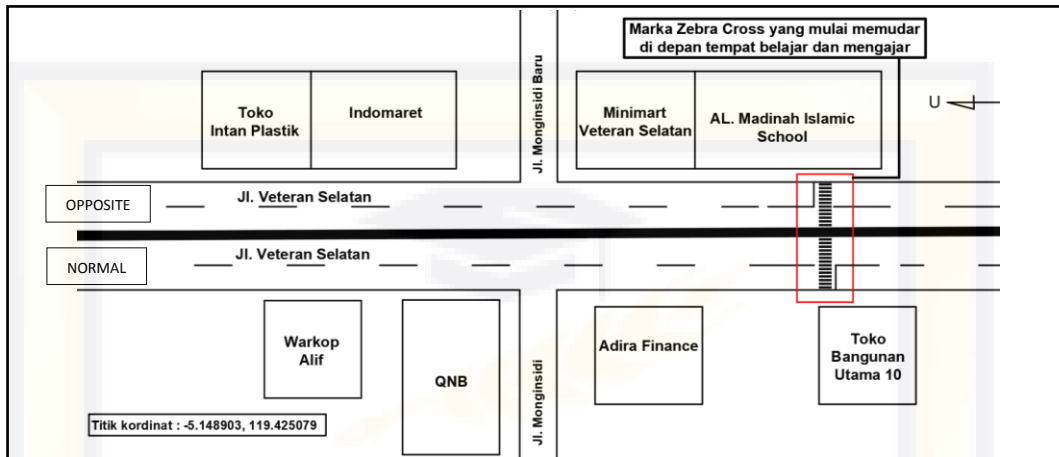 Marka Zebra Cross yang mulai memudar
di depan tempat belajar dan mengajar
U
Toko
Intan Plastik
Indomaret
Jl. Monginsidi Baru
Minimart
Veteran Selatan
AL. Madinah Islamic
School
OPPOSITE
Jl. Veteran Selatan
NORMAL
Jl. Veteran Selatan
Warkop
Alif
QNB
Jl. Monginsidi
Adira Finance
Toko
Bangunan
Utama 10
Titik kordinat : -5.148903, 119.425079